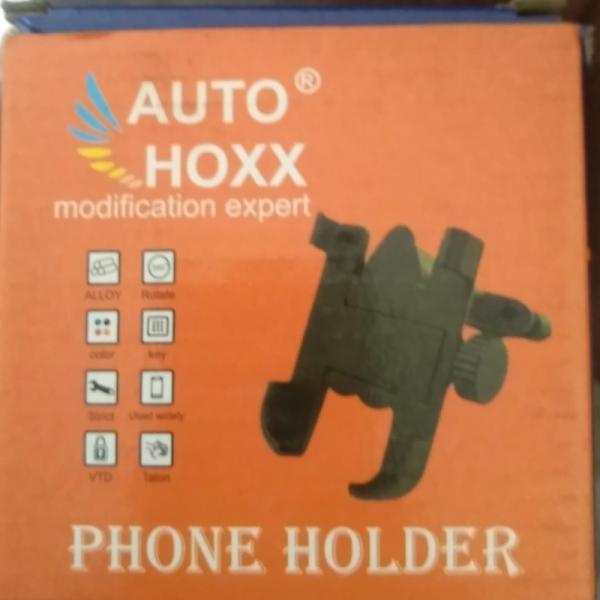 AUTO®
HOXX
modification expert
ALLOY Rotate
color key
Strict Used widely
VTD Talon
PHONE HOLDER